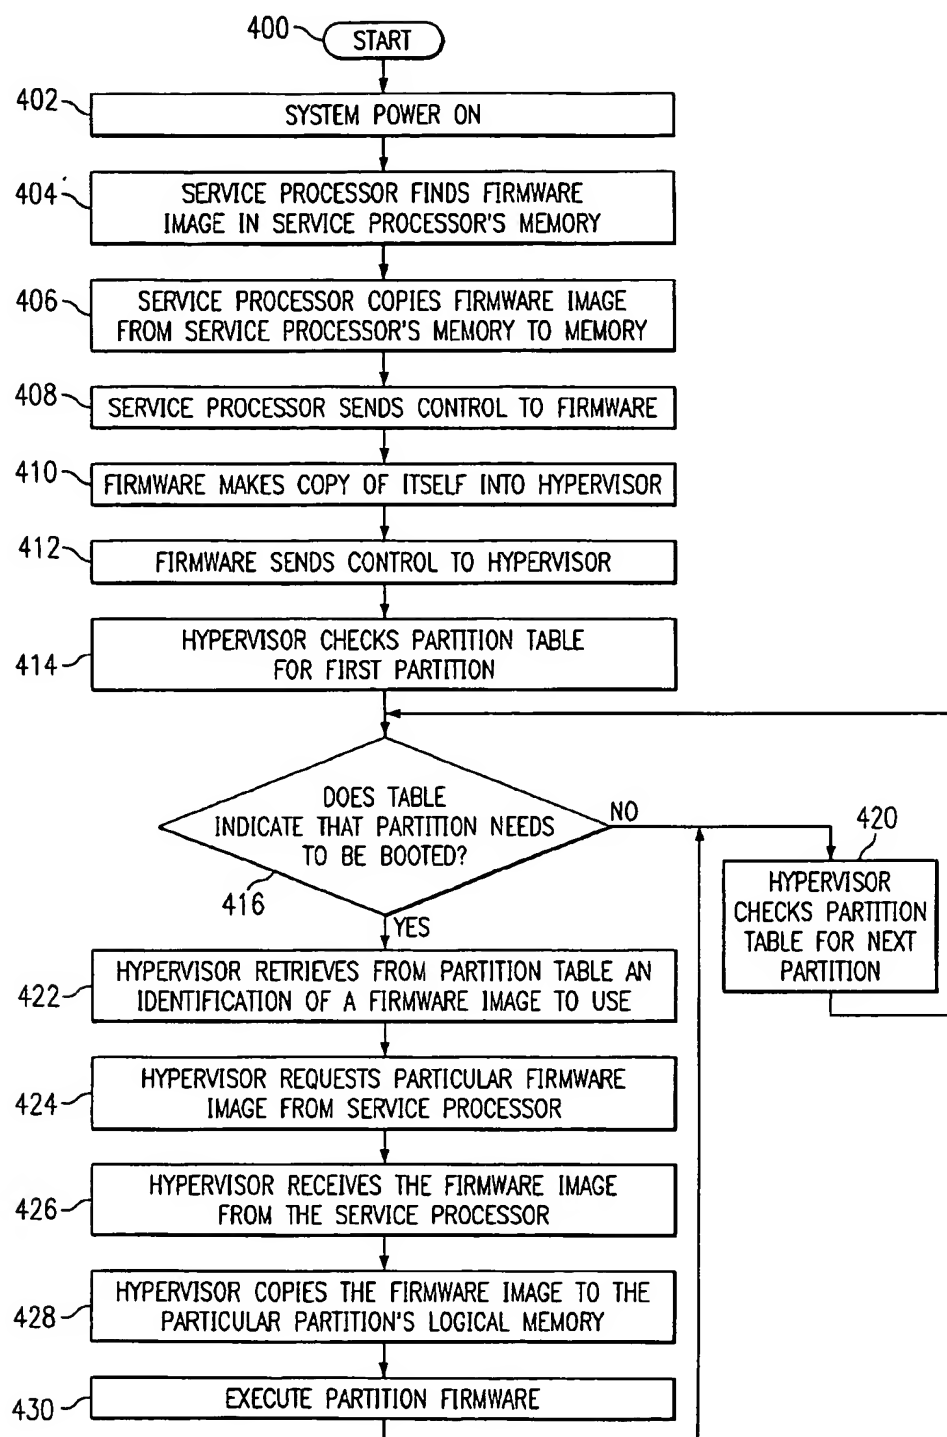 400
START
402
SYSTEM POWER ON
404
SERVICE PROCESSOR FINDS FIRMWARE
IMAGE IN SERVICE PROCESSOR'S MEMORY
406
SERVICE PROCESSOR COPIES FIRMWARE IMAGE
FROM SERVICE PROCESSOR'S MEMORY TO MEMORY
408
SERVICE PROCESSOR SENDS CONTROL TO FIRMWARE
410
FIRMWARE MAKES COPY OF ITSELF INTO HYPERVISOR
412
FIRMWARE SENDS CONTROL TO HYPERVISOR
414
HYPERVISOR CHECKS PARTITION TABLE
FOR FIRST PARTITION
DOES TABLE
INDICATE THAT PARTITION NEEDS
TO BE BOOTED?
416
NO
YES
420
HYPERVISOR
CHECKS PARTITION
TABLE FOR NEXT
PARTITION
422
HYPERVISOR RETRIEVES FROM PARTITION TABLE AN
IDENTIFICATION OF A FIRMWARE IMAGE TO USE
424
HYPERVISOR REQUESTS PARTICULAR FIRMWARE
IMAGE FROM SERVICE PROCESSOR
426
HYPERVISOR RECEIVES THE FIRMWARE IMAGE
FROM THE SERVICE PROCESSOR
428
HYPERVISOR COPIES THE FIRMWARE IMAGE TO THE
PARTICULAR PARTITION'S LOGICAL MEMORY
430
EXECUTE PARTITION FIRMWARE